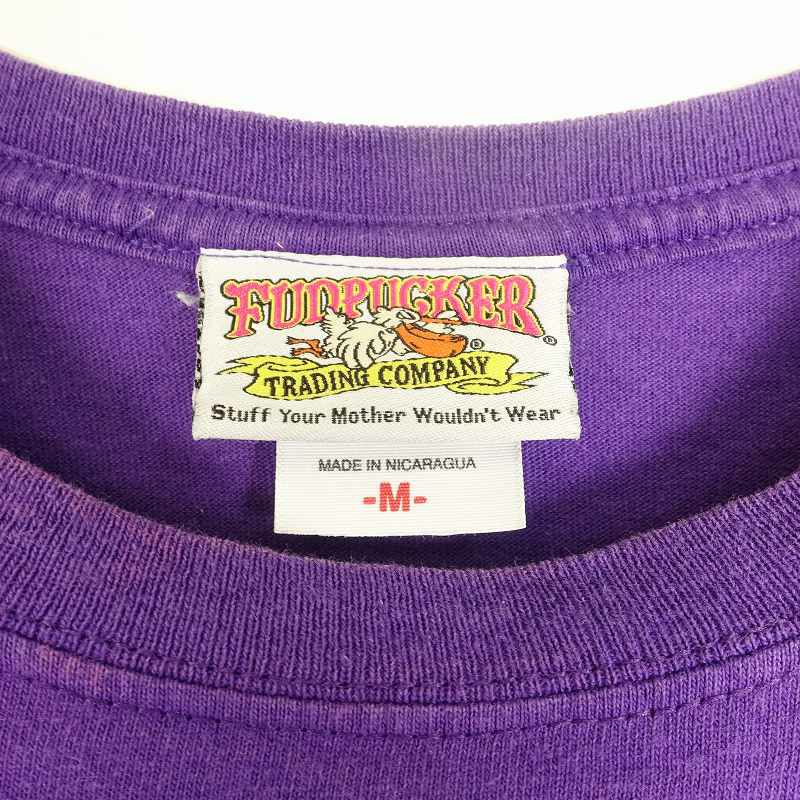 FUDPUCKER ®
®
TRADING COMPANY
Stuff Your Mother Wouldn't Wear
MADE IN NICARAGUA
-M-